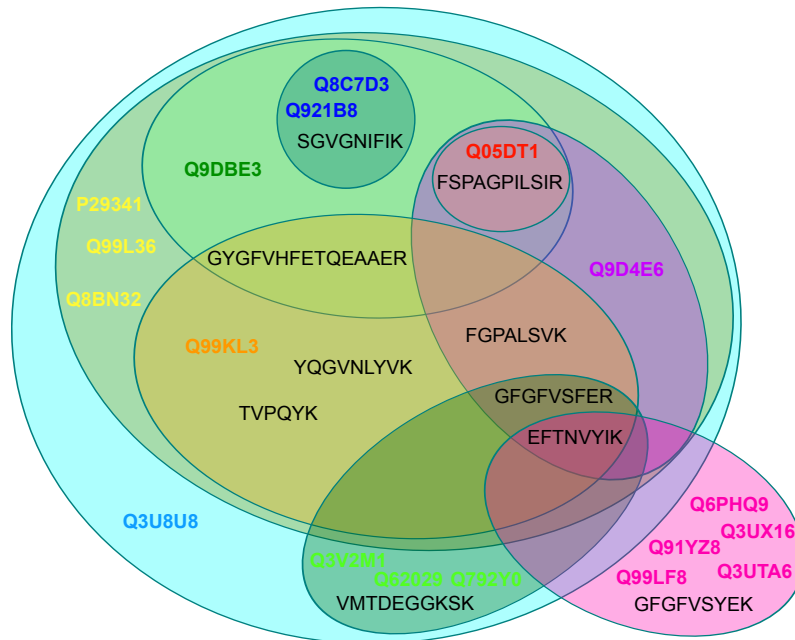 Q8C7D3
Q921B8
SGVGNIFIK
Q05DT1
Q9DBE3
FSPAGPILSIR
P29341
Q99L36
GYGFVHFETQEAAER
Q9D4E6
Q8BN32
Q99KL3
FGPALSVK
YQGVNLYVK
GFGFVSFER
TVPQYK
EFTNVYIK
Q6PHQ9
Q3U8U8
Q3UX16
Q91YZ8
Q3V2M1
Q3UTA6
Q62029 Q792Y0
Q99LF8
VMTDEGGKSK
GFGFVSYEK